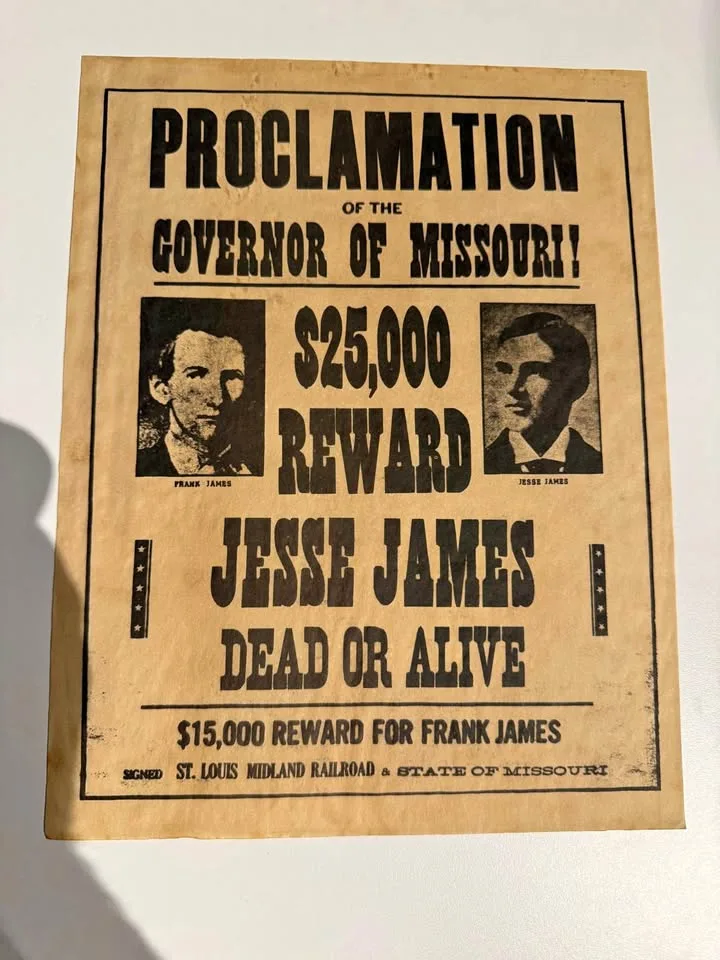 PROCLAMATION
OF THE
GOVERNOR OF MISSOURI!
$25,000
REWARD
FRANK JAMES
JESSE JAMES
JESSE JAMES
DEAD OR ALIVE
$15,000 REWARD FOR FRANK JAMES
SIGNED ST. LOUIS MIDLAND RAILROAD & STATE OF MISSOURI